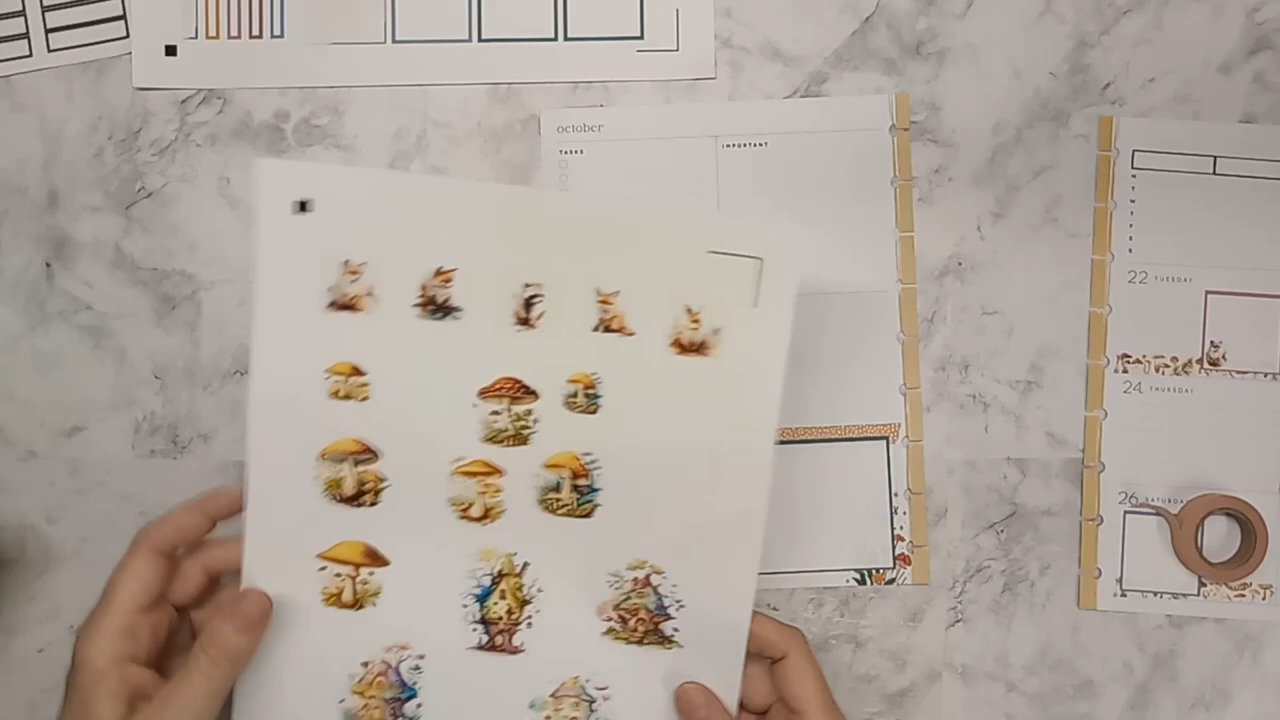 october
TASKS
IMPORTANT
M
T
W
T
F
S
S
22 TUESDAY
24 THURSDAY
26 SATURDAY